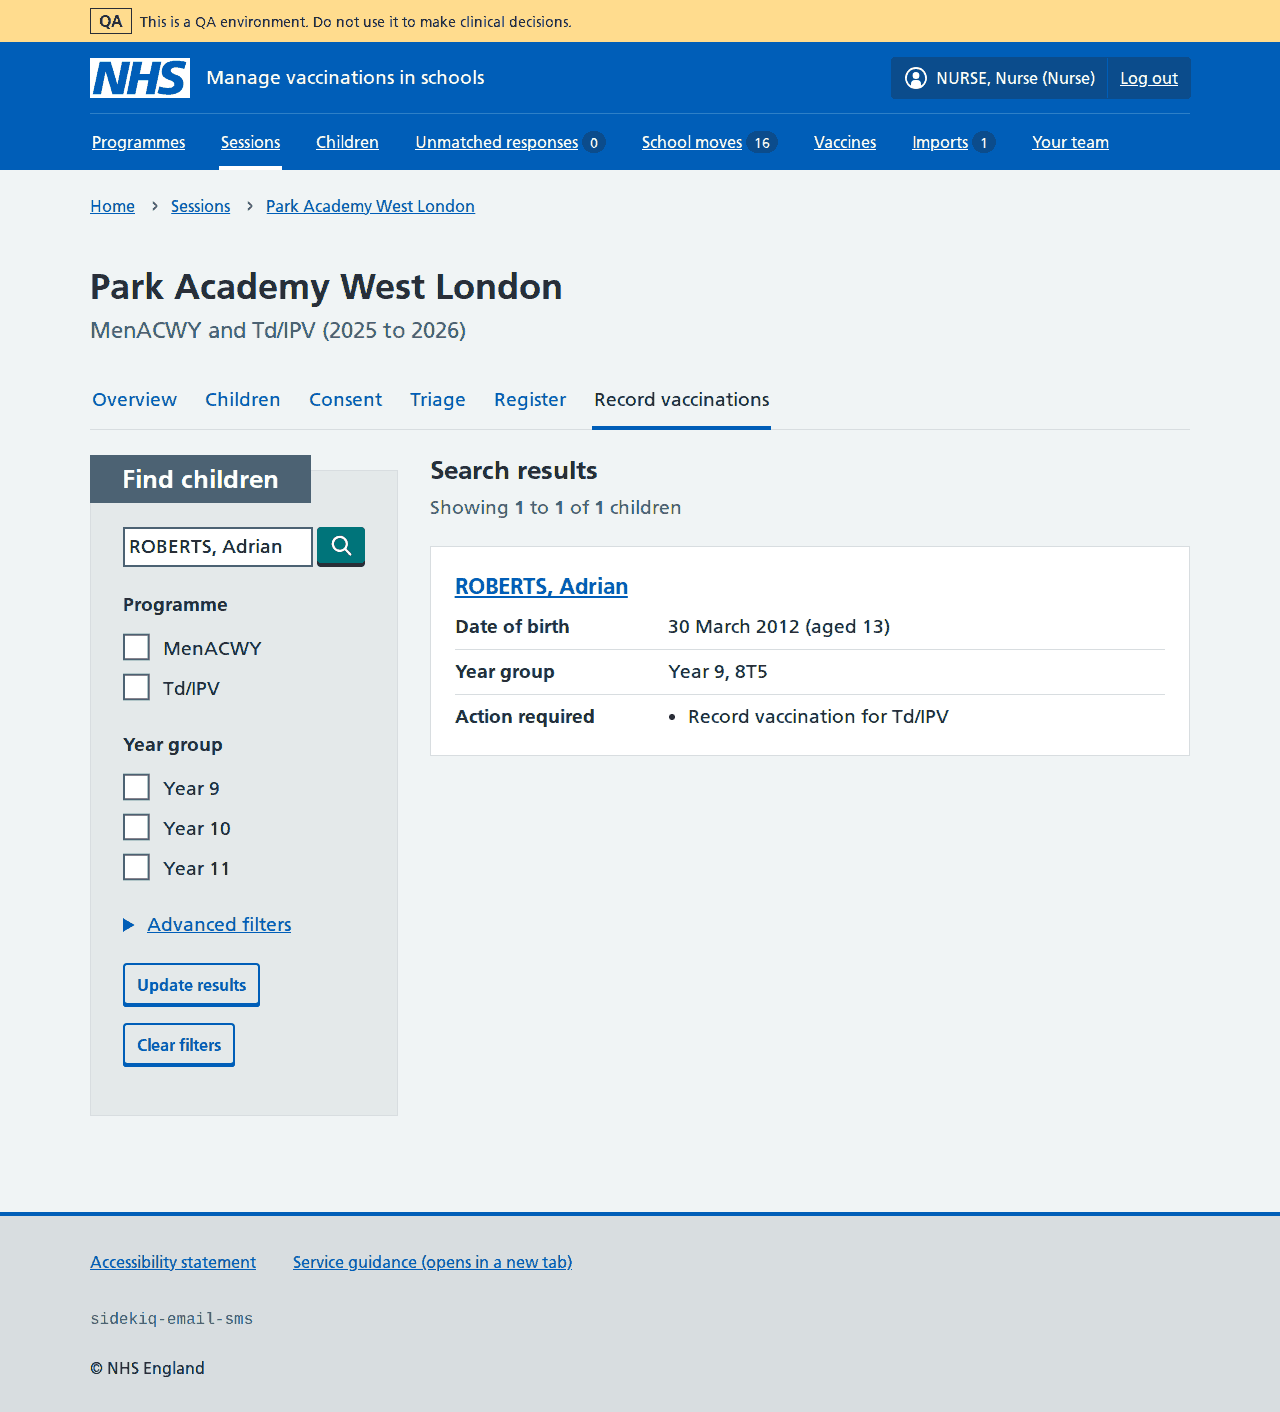 QA This is a QA environment. Do not use it to make clinical decisions.
NHS Manage vaccinations in schools NURSE, Nurse (Nurse) Log out
Programmes Sessions Children Unmatched responses 0 School moves 16 Vaccines Imports 1 Your team
Home Sessions Park Academy West London
Park Academy West London
MenACWY and Td/IPV (2025 to 2026)
Overview Children Consent Triage Register Record vaccinations
Find children
ROBERTS, Adrian
Programme
MenACWY
Td/IPV
Year group
Year 9
Year 10
Year 11
Advanced filters
Update results
Clear filters
Search results
Showing 1 to 1 of 1 children
ROBERTS, Adrian
Date of birth 30 March 2012 (aged 13)
Year group Year 9, 8T5
Action required • Record vaccination for Td/IPV
Accessibility statement Service guidance (opens in a new tab)
sidekiq-email-sms
© NHS England